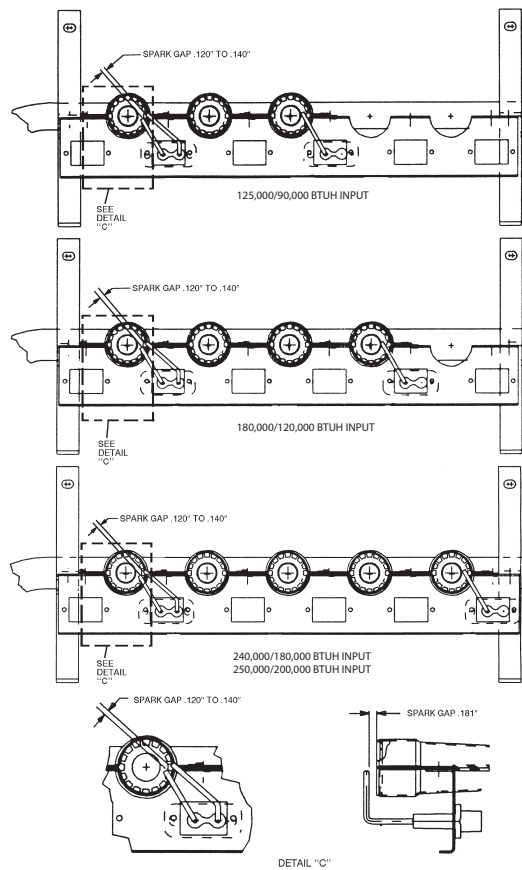 SPARK GAP .120" TO .140"
125,000/90,000 BTUH INPUT
SEE
DETAIL
"C"
SPARK GAP .120" TO .140"
180,000/120,000 BTUH INPUT
SEE
DETAIL
"C"
SPARK GAP .120" TO .140"
240,000/180,000 BTUH INPUT
250,000/200,000 BTUH INPUT
SEE
DETAIL
"C"
SPARK GAP .120" TO .140"
SPARK GAP .181"
DETAIL "C"